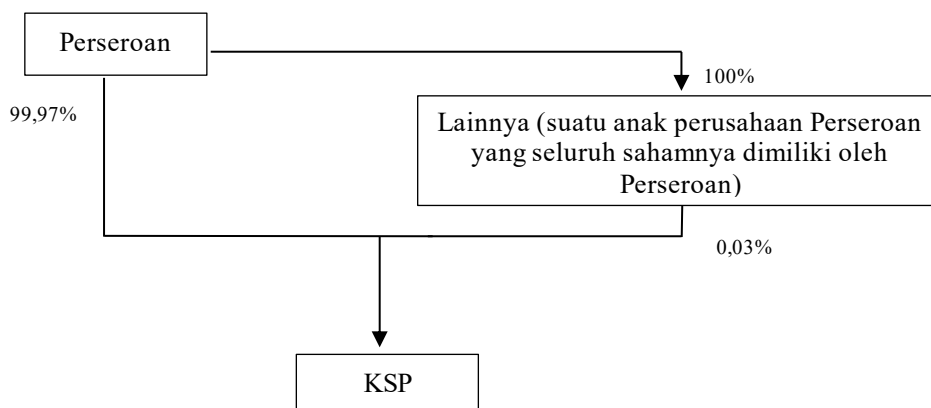 Perseroan
100%
99,97%
Lainnya (suatu anak perusahaan Perseroan
yang seluruh sahamnya dimiliki oleh
Perseroan)
0,03%
KSP